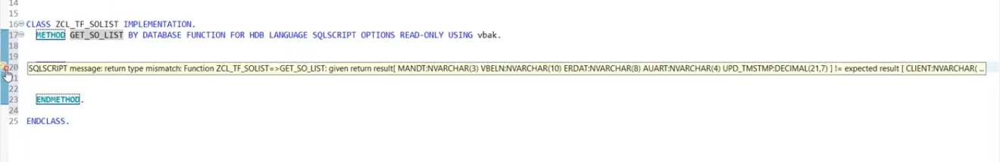 14
15
16 CLASS ZCL_TF_SOLIST IMPLEMENTATION.
17 METHOD GET_SO_LIST BY DATABASE FUNCTION FOR HDB LANGUAGE SQLSCRIPT OPTIONS READ-ONLY USING vbak.
18
19
20 SQLSCRIPT message: return type mismatch: Function ZCL_TF_SOLIST=>GET_SO_LIST: given return result[ MANDT:NVARCHAR(3) VBELN:NVARCHAR(10) ERDAT:NVARCHAR(8) AUART:NVARCHAR(4) UPD_TMSTMP:DECIMAL(21,7) ] != expected result [ CLIENT:NVARCHAR( ...
21
22
23 ENDMETHOD.
24
25 ENDCLASS.